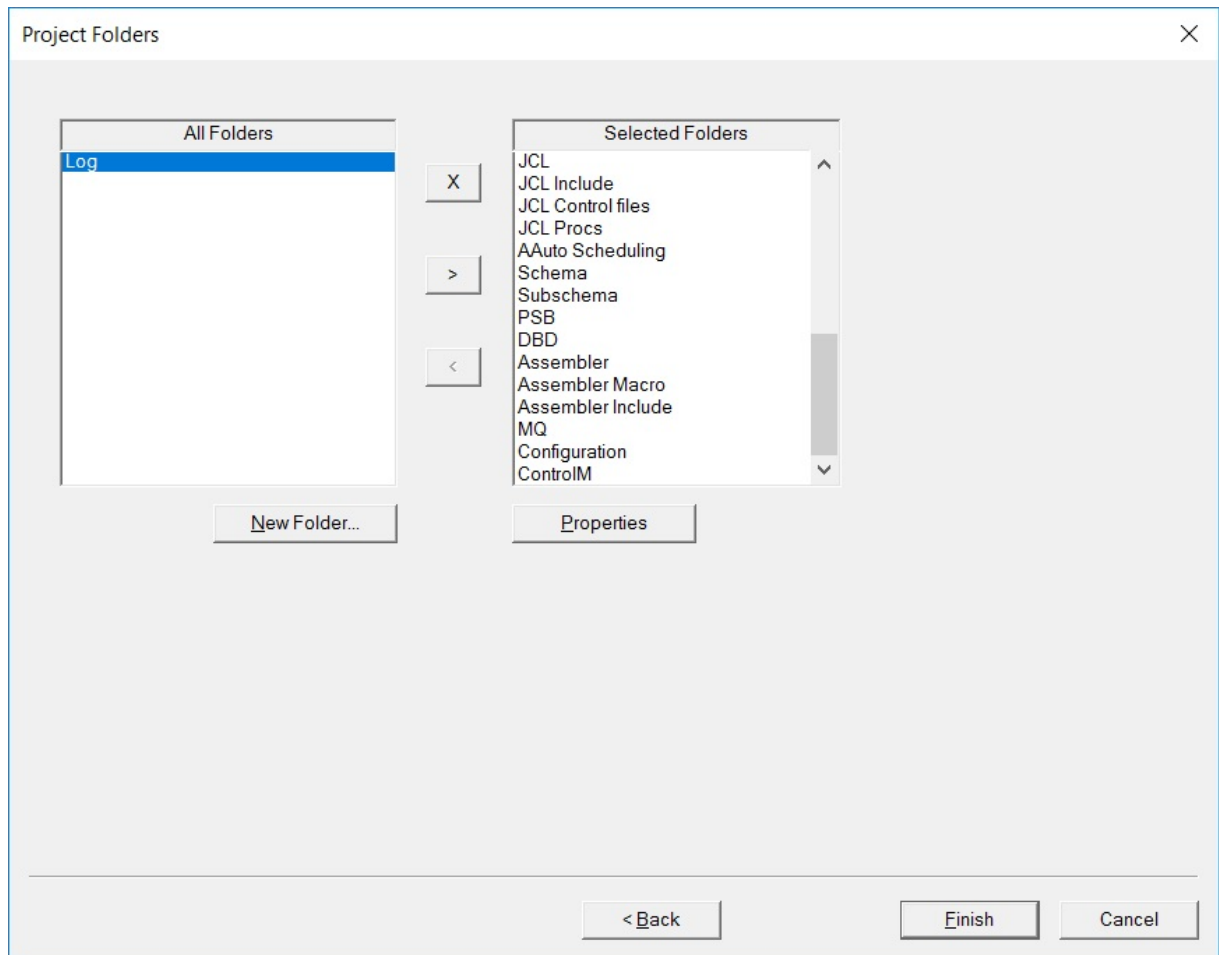 Project Folders
All Folders
Log
X
>
<
New Folder...
Selected Folders
JCL
JCL Include
JCL Control files
JCL Procs
AAuto Scheduling
Schema
Subschema
PSB
DBD
Assembler
Assembler Macro
Assembler Include
MQ
Configuration
ControlM
Properties
< Back
Finish
Cancel